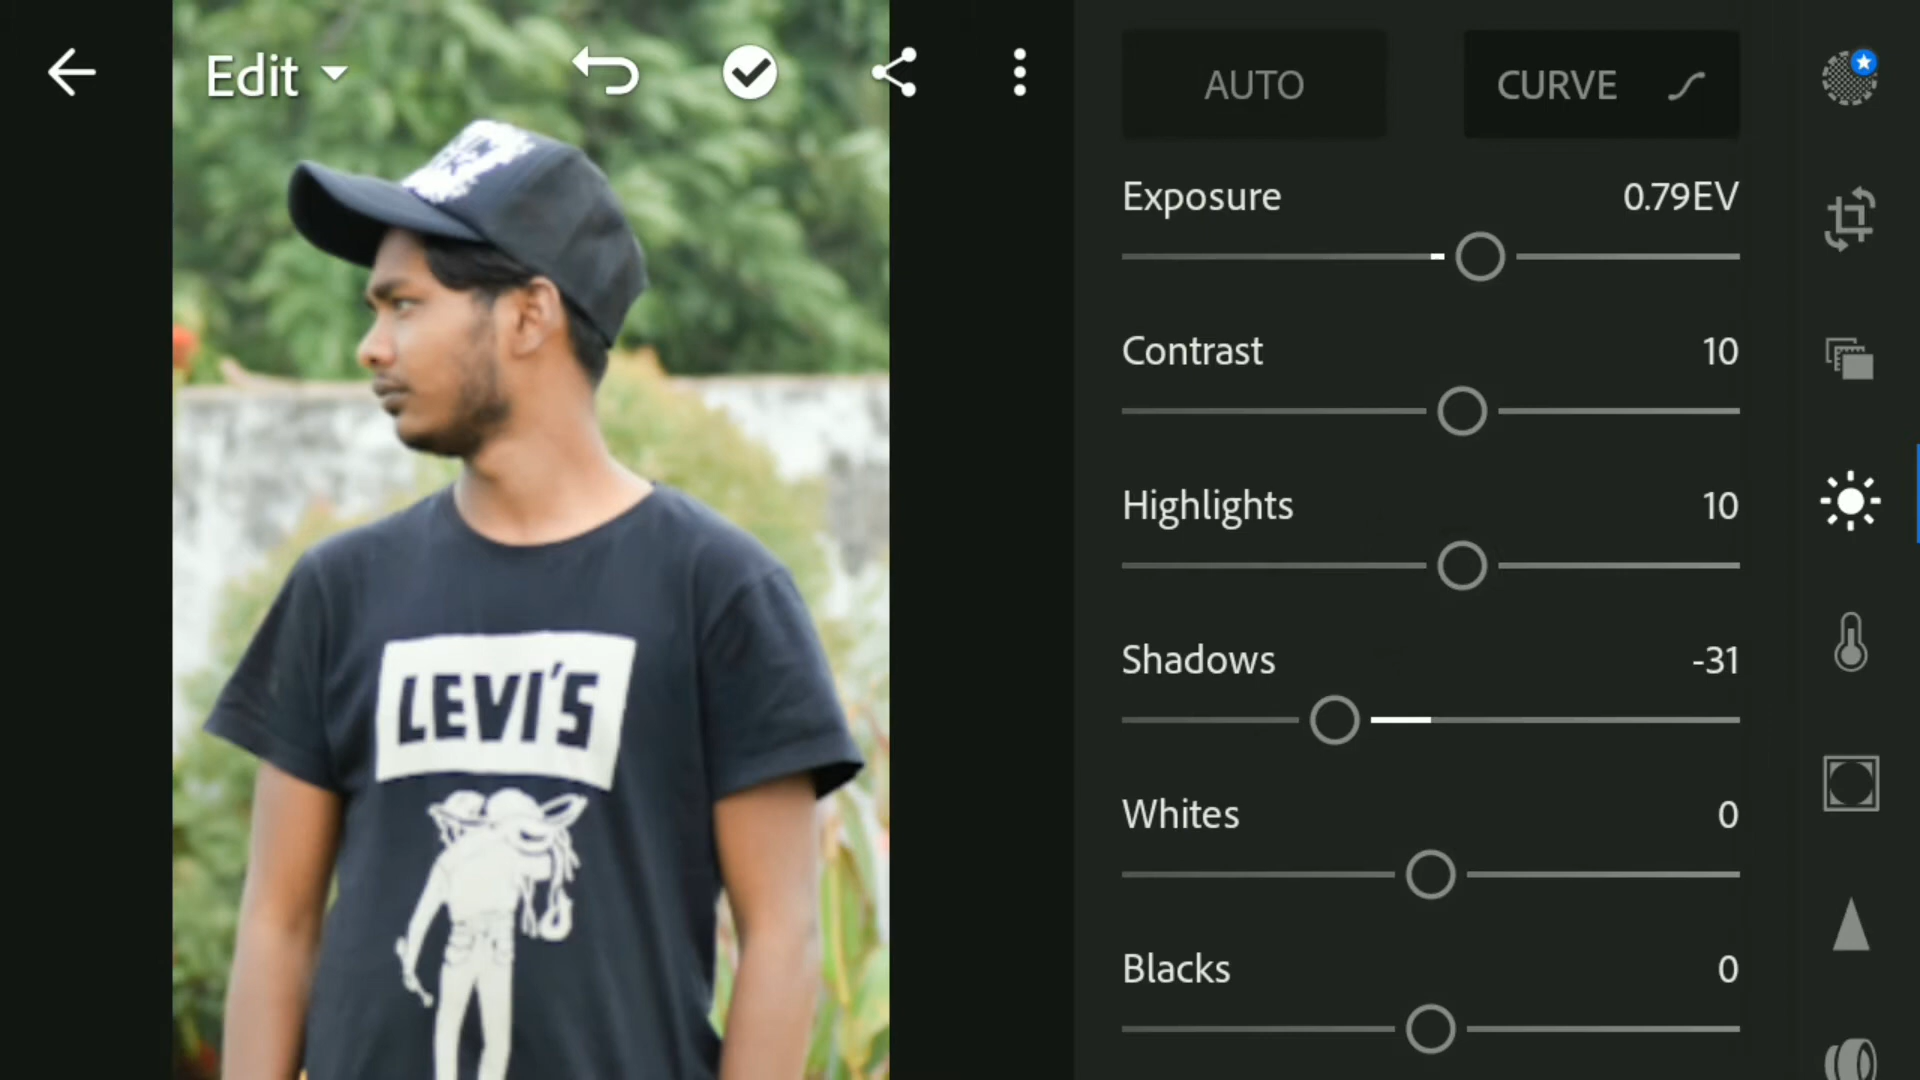 Edit
AUTO
CURVE
Exposure
0.79EV
Contrast
10
Highlights
10
Shadows
-31
Whites
0
Blacks
0
LEVI'S